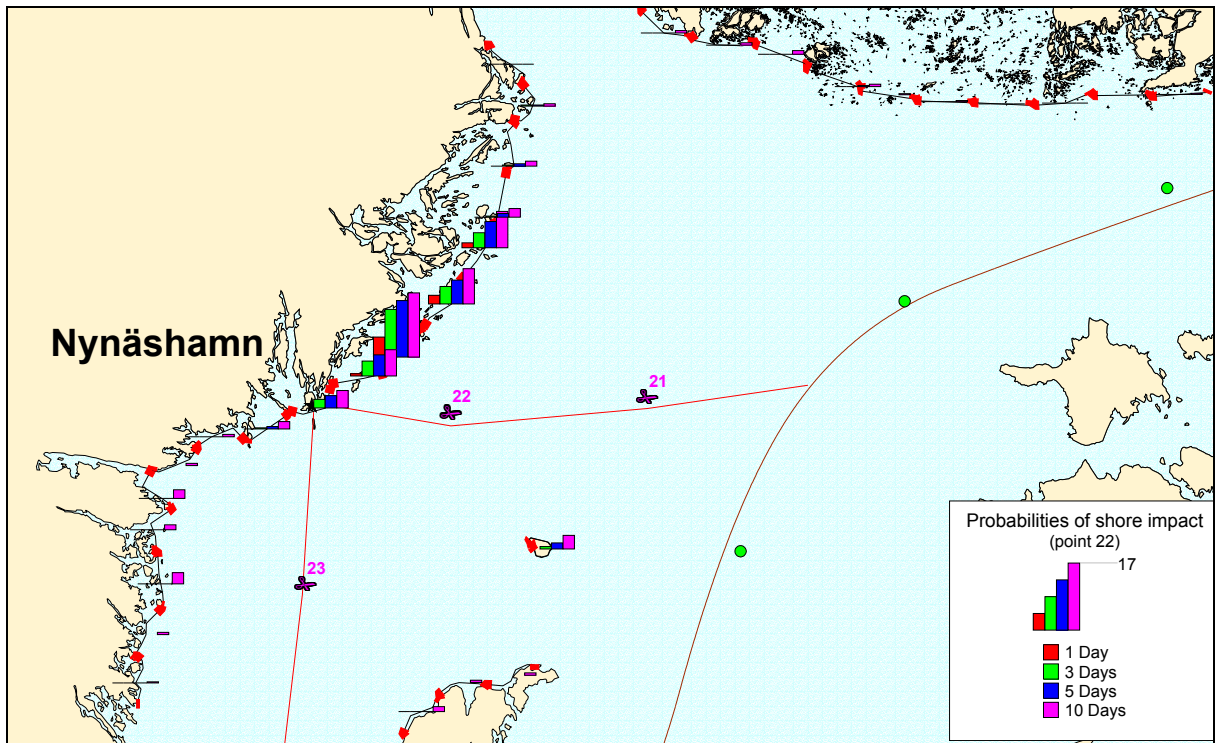 Nynäshamn
22
21
23
Probabilities of shore impact
(point 22)
17
1 Day
3 Days
5 Days
10 Days